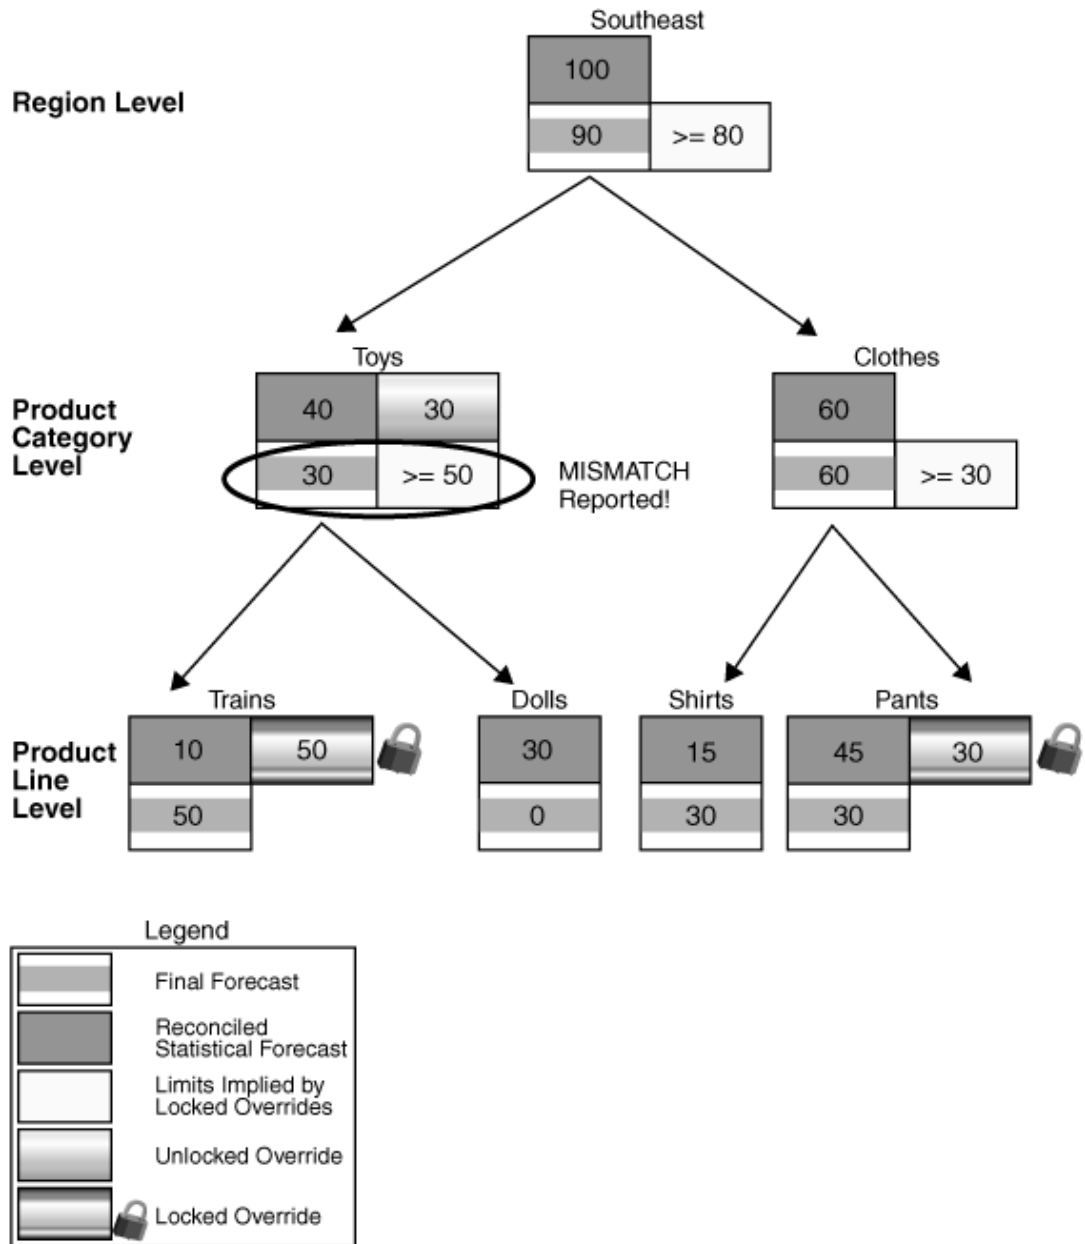 Southeast
100
Region Level
90 >= 80
Toys Clothes
Product
Category
Level
40 30 60
30 >= 50 60 >= 30
MISMATCH
Reported!
Trains Dolls Shirts Pants
Product
Line
Level
10 50 30 15 45 30
50 0 30 30
Legend
Final Forecast
Reconciled
Statistical Forecast
Limits Implied by
Locked Overrides
Unlocked Override
Locked Override